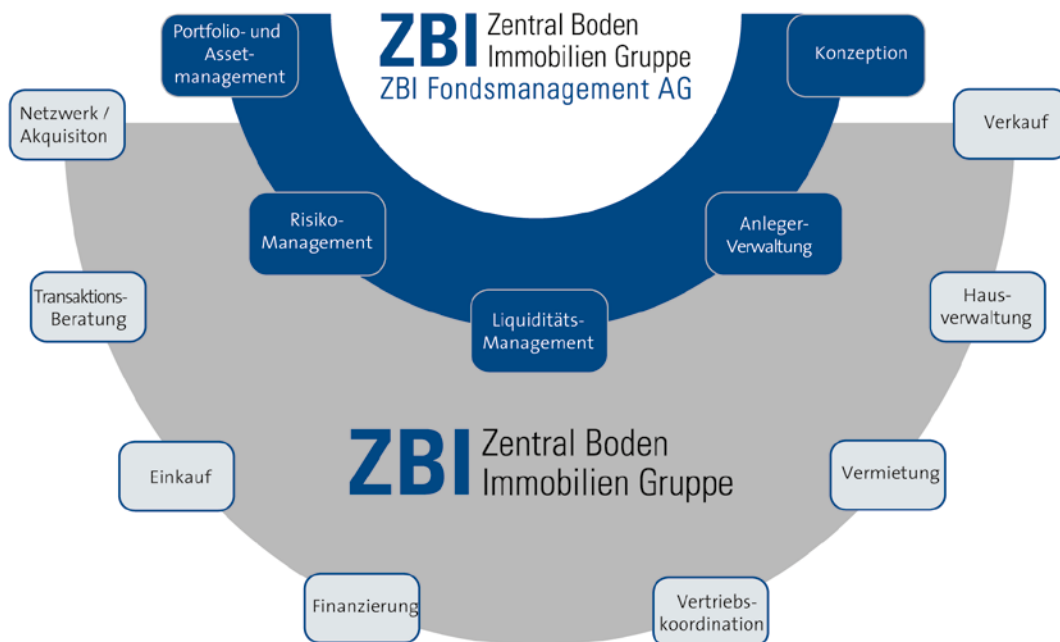 Portfolio- und
Asset-
management
ZBI Zentral Boden
Immobilien Gruppe
ZBI Fondsmanagement AG
Konzeption
Netzwerk /
Akquisiton
Verkauf
Risiko-
Management
Anleger-
Verwaltung
Transaktions-
Beratung
Liquiditäts-
Management
Haus-
verwaltung
ZBI Zentral Boden
Immobilien Gruppe
Einkauf
Vermietung
Finanzierung
Vertriebs-
koordination